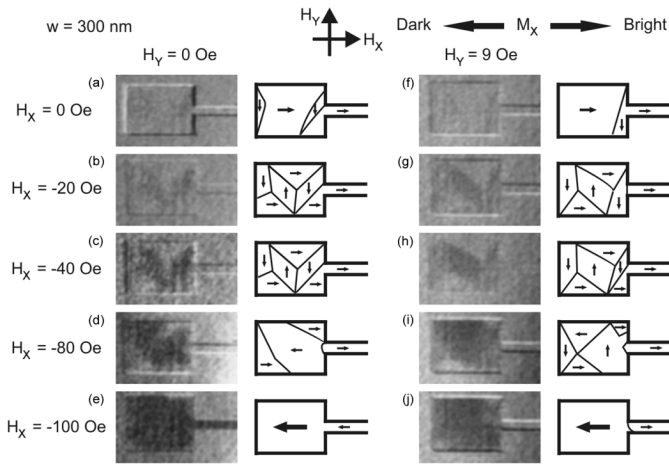 w = 300 nm
H_Y
H_X
Dark M_X Bright
H_Y = 0 Oe
H_Y = 9 Oe
(a)
(f)
H_X = 0 Oe
(b)
(g)
H_X = -20 Oe
(c)
(h)
H_X = -40 Oe
(d)
(i)
H_X = -80 Oe
(e)
(j)
H_X = -100 Oe